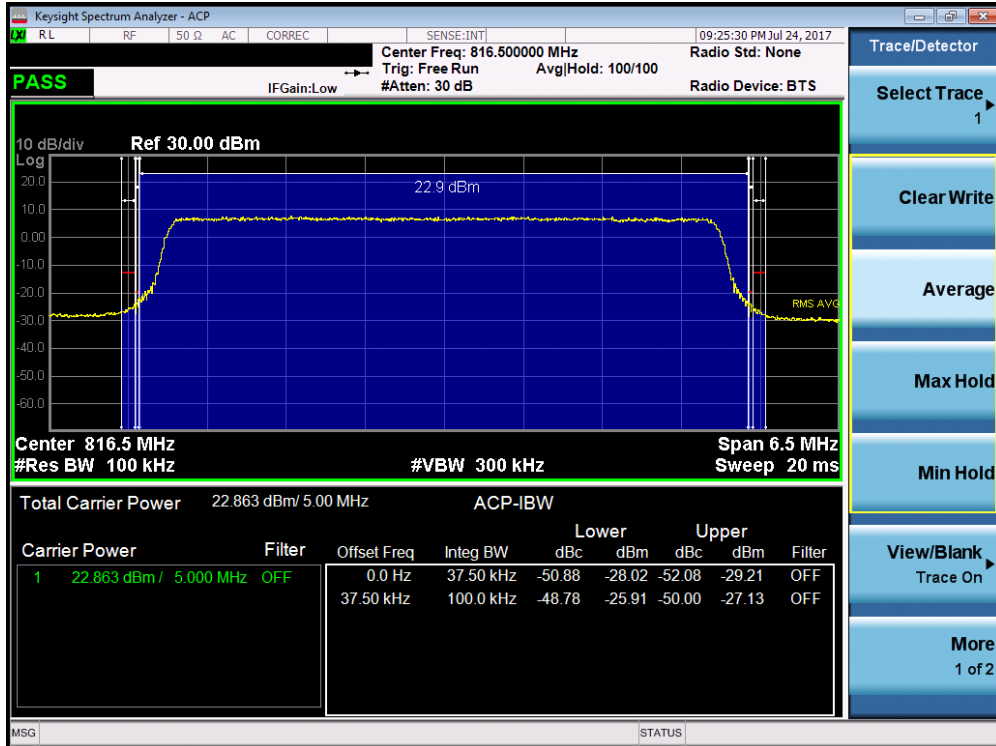 Keysight Spectrum Analyzer - ACP
LXI RL RF 50 Ω AC CORREC SENSE:INT 09:25:30 PM Jul 24, 2017
Center Freq: 816.500000 MHz Radio Std: None
Trig: Free Run Avg|Hold: 100/100
PASS IFGain:Low #Atten: 30 dB Radio Device: BTS
10 dB/div Ref 30.00 dBm
Log
20.0
22.9 dBm
10.0
0.00
-10.0
-20.0
RMS AVG
-30.0
-40.0
-50.0
-60.0
Center 816.5 MHz Span 6.5 MHz
#Res BW 100 kHz #VBW 300 kHz Sweep 20 ms
Total Carrier Power 22.863 dBm/ 5.00 MHz ACP-IBW
Lower Upper
Carrier Power Filter Offset Freq Integ BW dBc dBm dBc dBm Filter
1 22.863 dBm / 5.000 MHz OFF 0.0 Hz 37.50 kHz -50.88 -28.02 -52.08 -29.21 OFF
37.50 kHz 100.0 kHz -48.78 -25.91 -50.00 -27.13 OFF
MSG STATUS
Trace/Detector
Select Trace
1
Clear Write
Average
Max Hold
Min Hold
View/Blank
Trace On
More
1 of 2